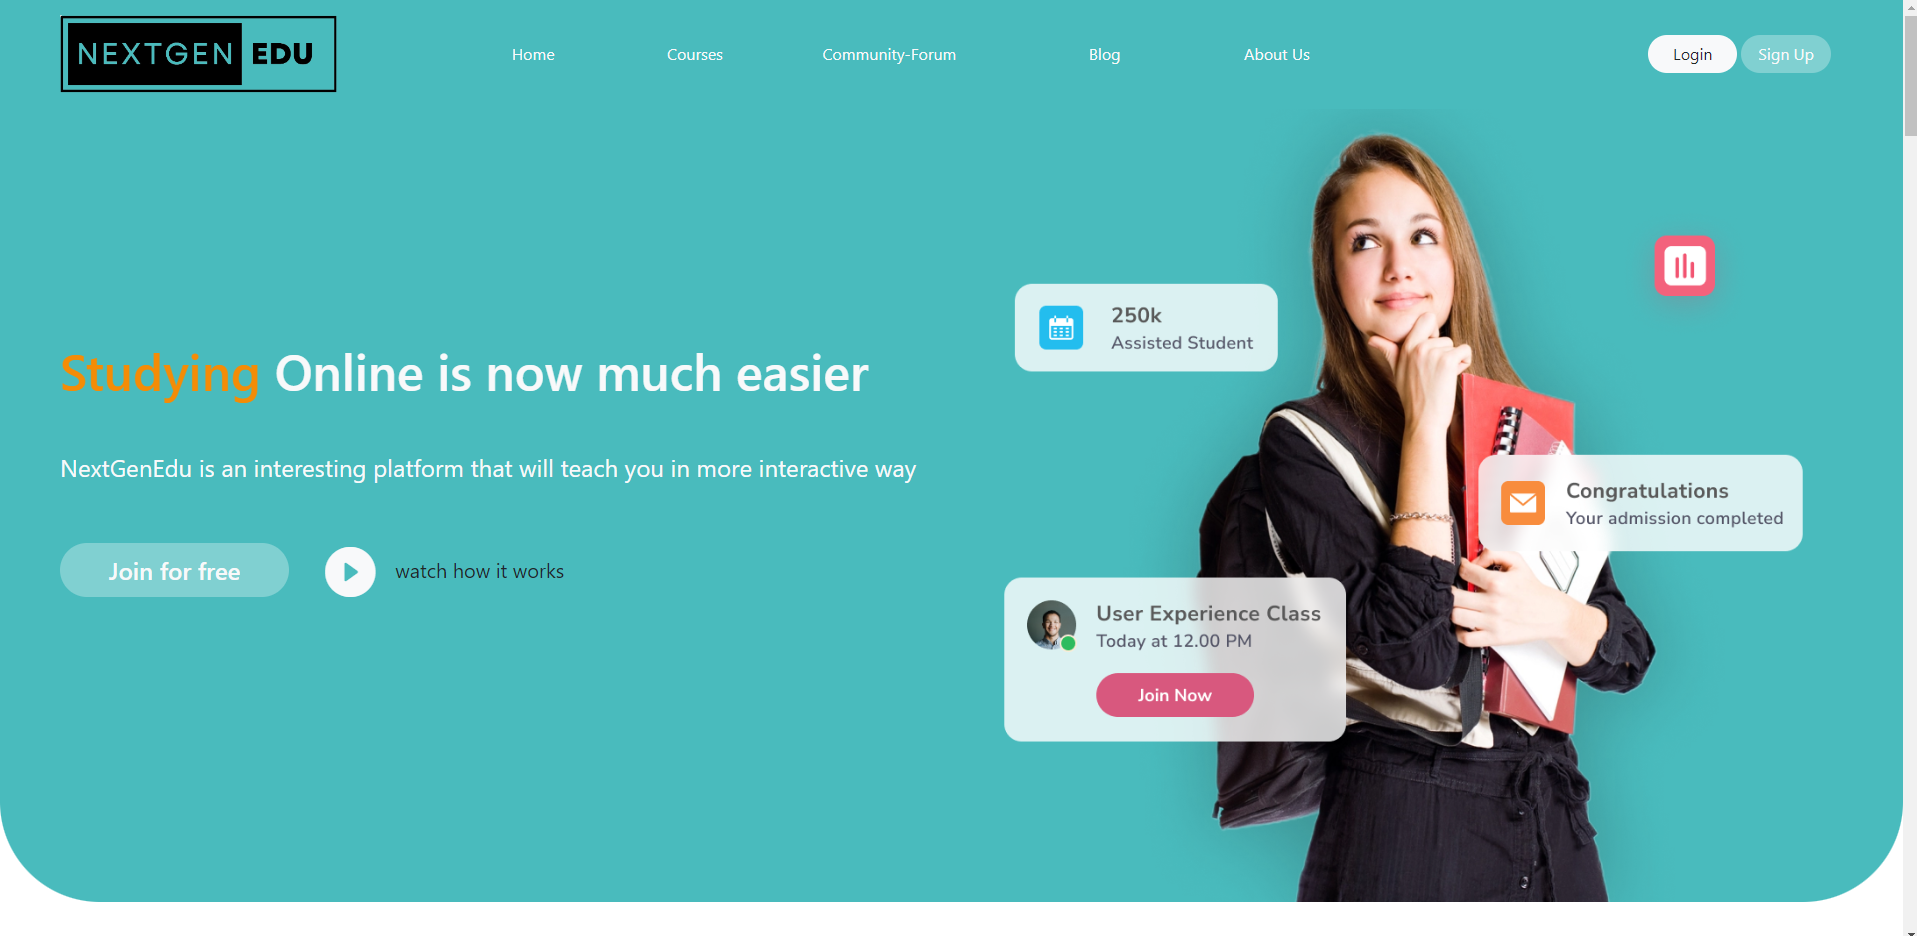 NEXTGEN EDU
Home Courses Community-Forum Blog About Us
Login Sign Up
250k
Assisted Student
Studying Online is now much easier
NextGenEdu is an interesting platform that will teach you in more interactive way
Congratulations
Your admission completed
Join for free
watch how it works
User Experience Class
Today at 12.00 PM
Join Now